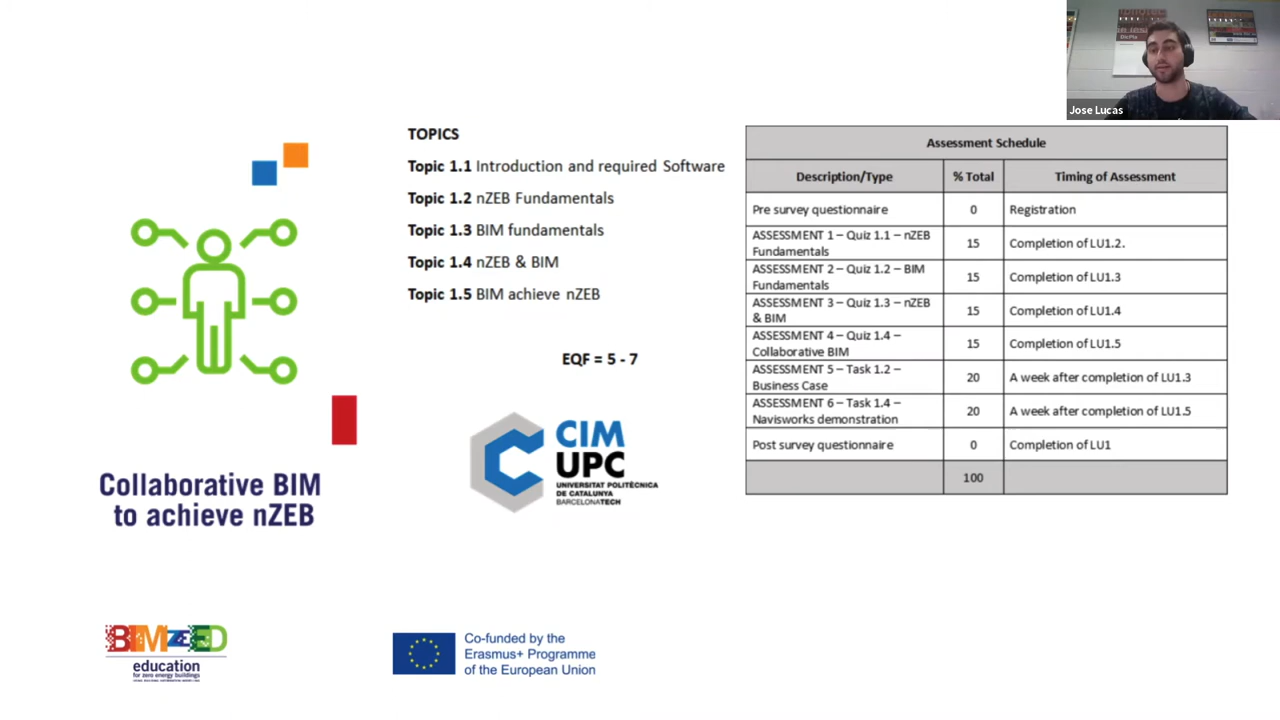 Jose Lucas
TOPICS
Topic 1.1 Introduction and required Software
Topic 1.2 nZEB Fundamentals
Topic 1.3 BIM fundamentals
Topic 1.4 nZEB & BIM
Topic 1.5 BIM achieve nZEB
EQF = 5 - 7
CIM
UPC
UNIVERSITAT POLITÈCNICA
DE CATALUNYA
BARCELONATECH
Collaborative BIM
to achieve nZEB
Assessment Schedule
Description/Type % Total Timing of Assessment
Pre survey questionnaire 0 Registration
ASSESSMENT 1 – Quiz 1.1 – nZEB
Fundamentals 15 Completion of LU1.2.
ASSESSMENT 2 – Quiz 1.2 – BIM
Fundamentals 15 Completion of LU1.3
ASSESSMENT 3 – Quiz 1.3 – nZEB
& BIM 15 Completion of LU1.4
ASSESSMENT 4 – Quiz 1.4 –
Collaborative BIM 15 Completion of LU1.5
ASSESSMENT 5 – Task 1.2 –
Business Case 20 A week after completion of LU1.3
ASSESSMENT 6 – Task 1.4 –
Navisworks demonstration 20 A week after completion of LU1.5
Post survey questionnaire 0 Completion of LU1
100
BIMzeED
education
for zero energy buildings
Co-funded by the
Erasmus+ Programme
of the European Union